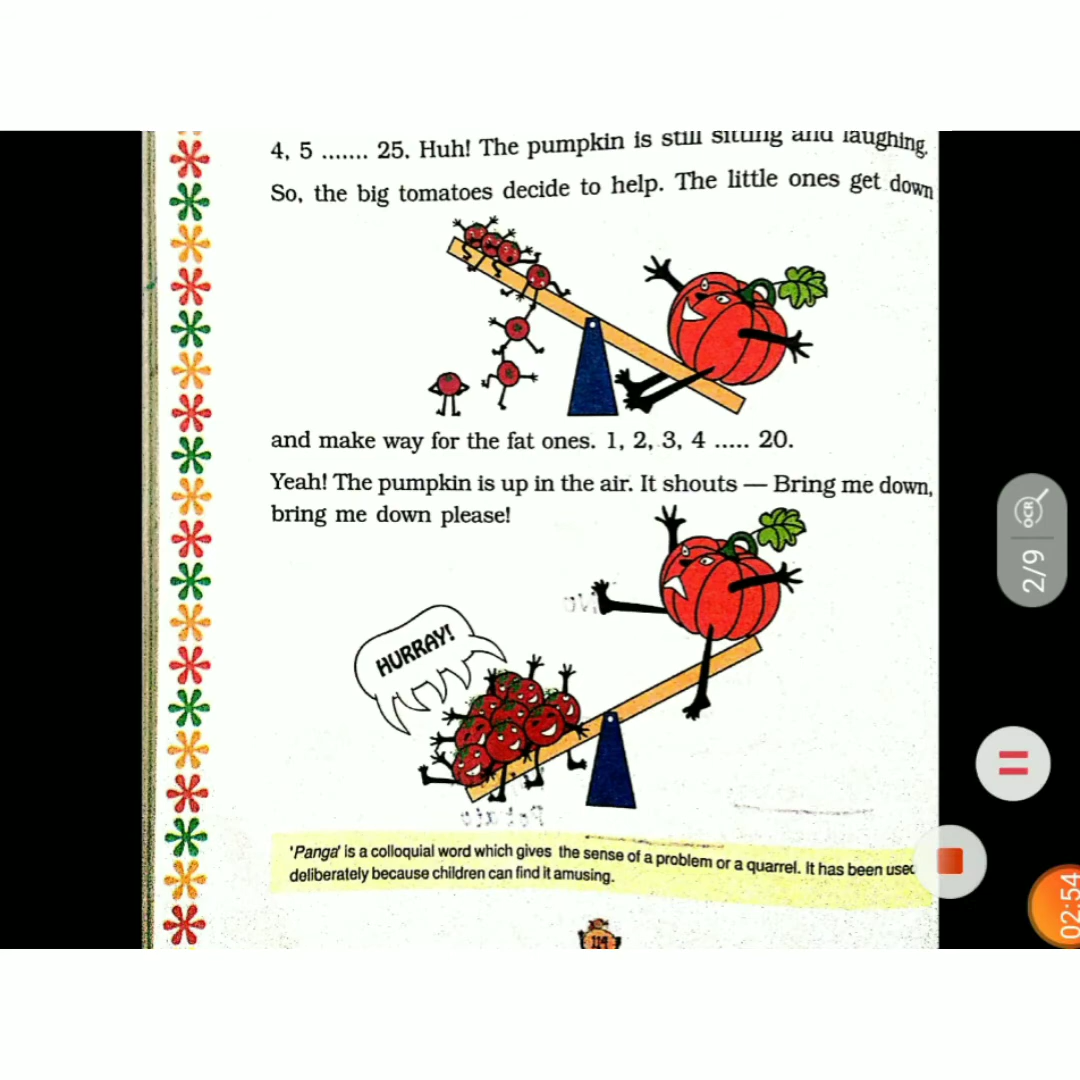 4, 5 ....... 25. Huh! The pumpkin is still sitting and laughing.
So, the big tomatoes decide to help. The little ones get down
and make way for the fat ones. 1, 2, 3, 4 ..... 20.
Yeah! The pumpkin is up in the air. It shouts — Bring me down,
bring me down please!
HURRAY!
'Panga' is a colloquial word which gives the sense of a problem or a quarrel. It has been used
deliberately because children can find it amusing.
114
OCR
2/9
02:54